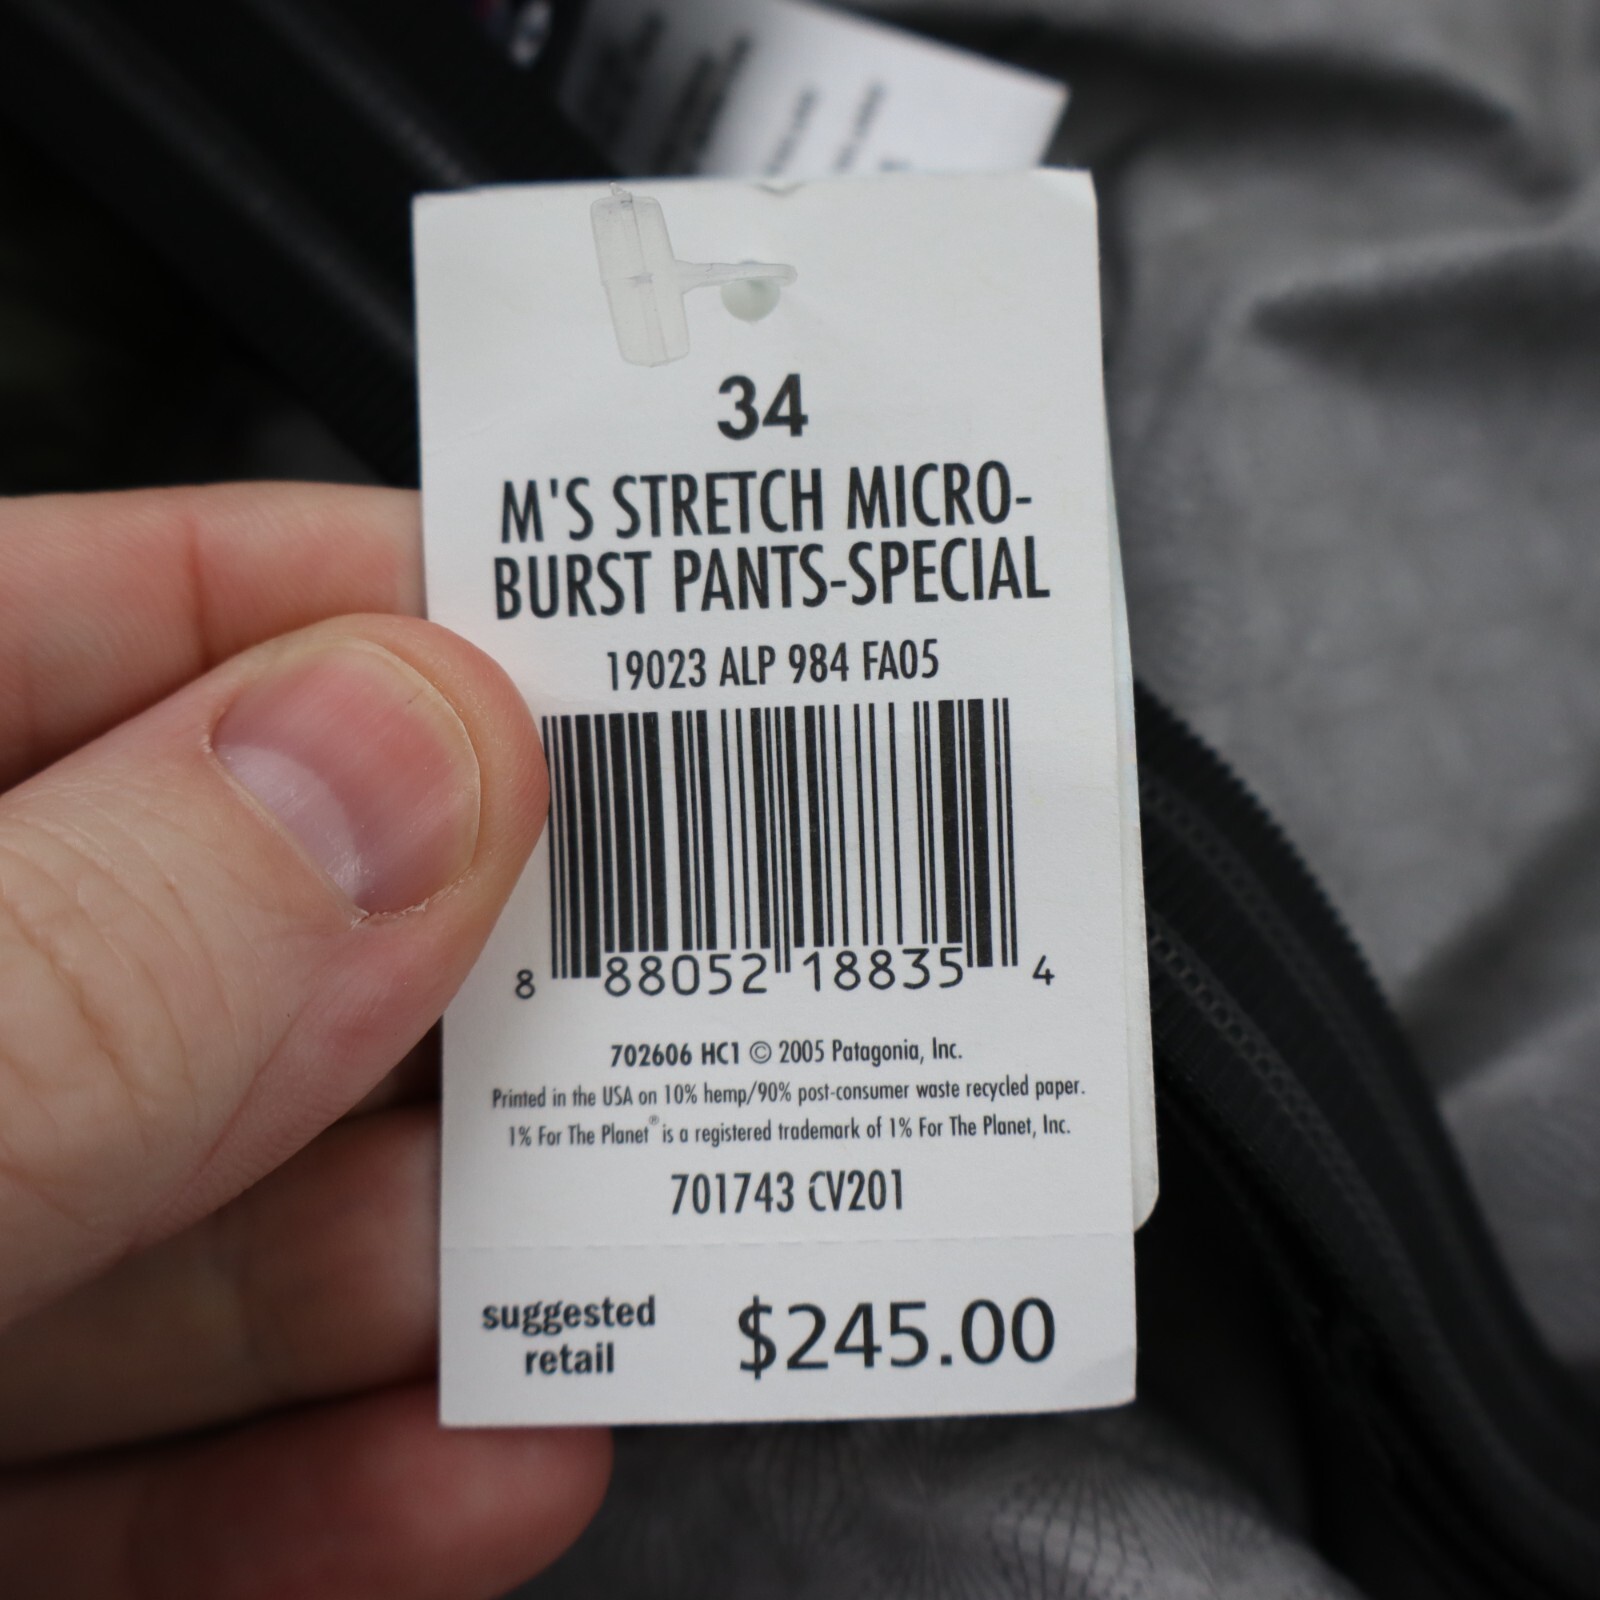 34
M'S STRETCH MICRO-
BURST PANTS-SPECIAL
19023 ALP 984 FA05
8 88052 18835 4
702606 HC1 © 2005 Patagonia, Inc.
Printed in the USA on 10% hemp/90% post-consumer waste recycled paper.
1% For The Planet® is a registered trademark of 1% For The Planet, Inc.
701743 CV201
suggested
retail $245.00